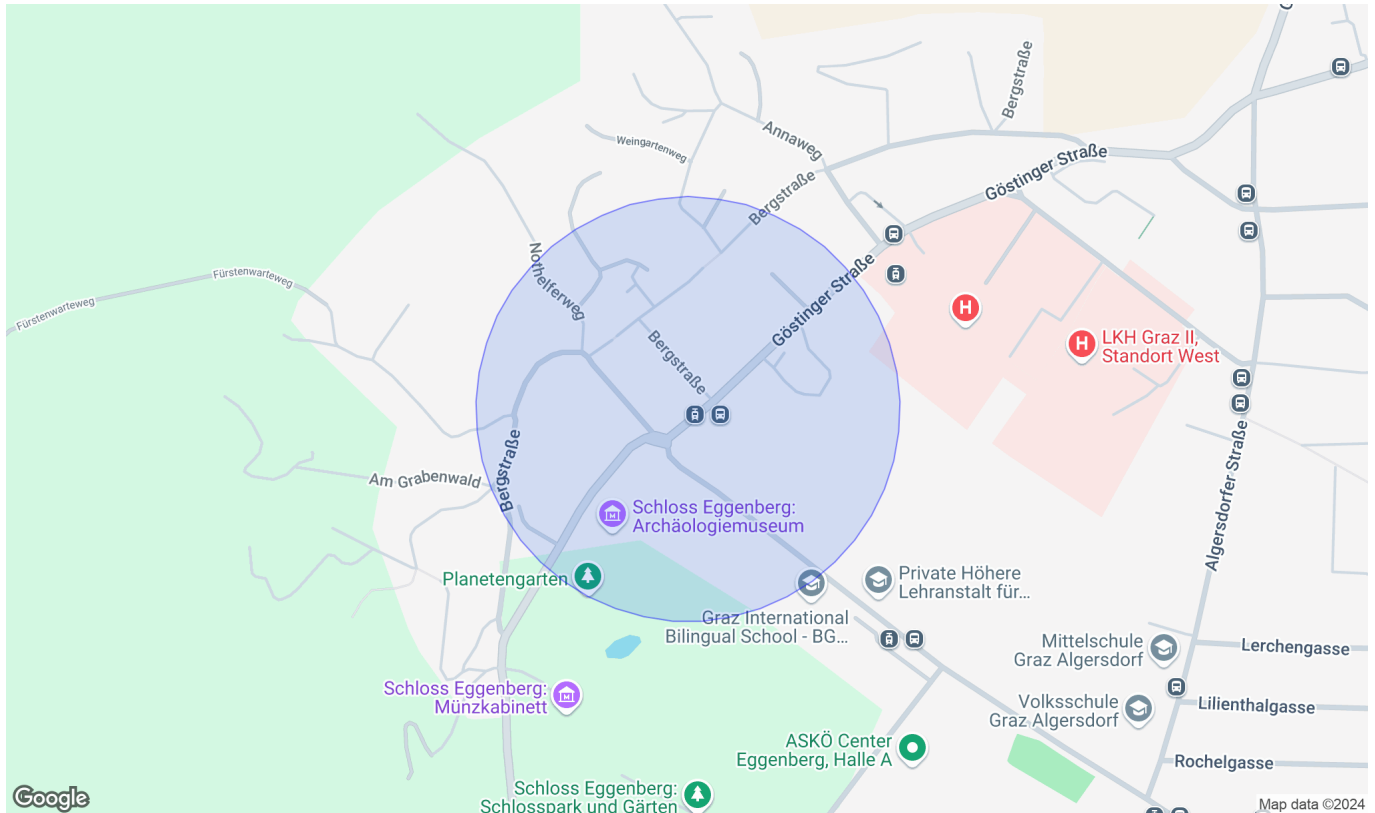 Bergstraße
Annaweg
Weingartenweg
Göstinger Straße
Bergstraße
Nothelferweg
Fürstenwarteweg
Fürstenwarteweg
Göstinger Straße
Bergstraße
H
H
LKH Graz II,
Standort West
Bergstraße
Am Grabenwald
Algersdorfer Straße
Schloss Eggenberg:
Archäologiemuseum
Planetengarten
Private Höhere
Lehranstalt für...
Graz International
Bilingual School - BG...
Mittelschule
Graz Algersdorf
Lerchengasse
Schloss Eggenberg:
Münzkabinett
Volksschule
Graz Algersdorf
Lilienthalgasse
ASKÖ Center
Eggenberg, Halle A
Rochelgasse
Schloss Eggenberg:
Schlosspark und Gärten
Google
Map data ©2024